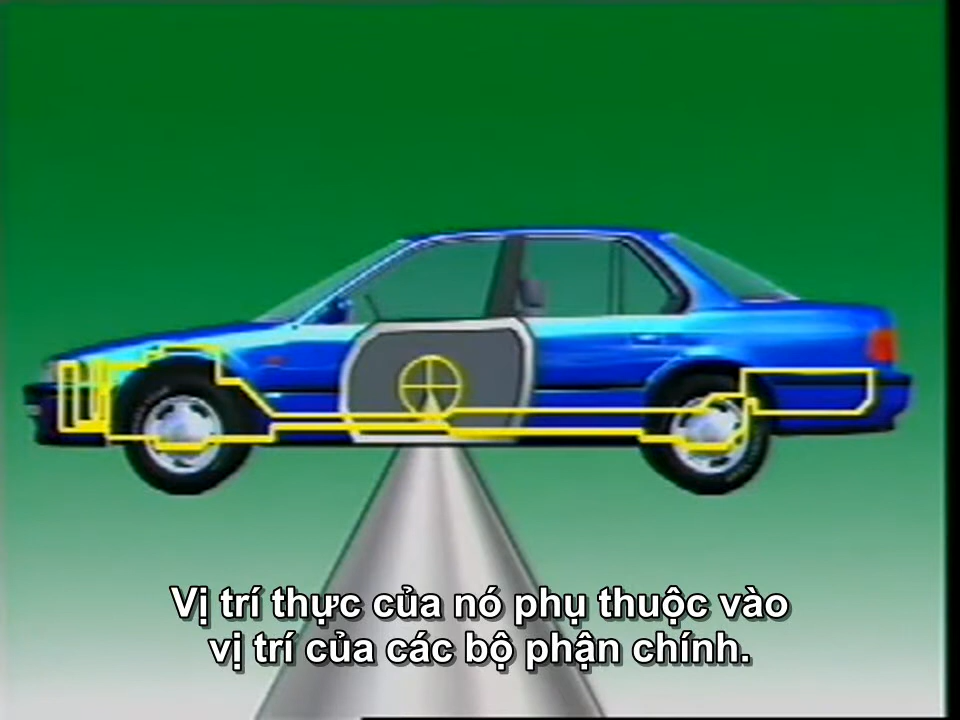 Vị trí thực của nó phụ thuộc vào
vị trí của các bộ phận chính.